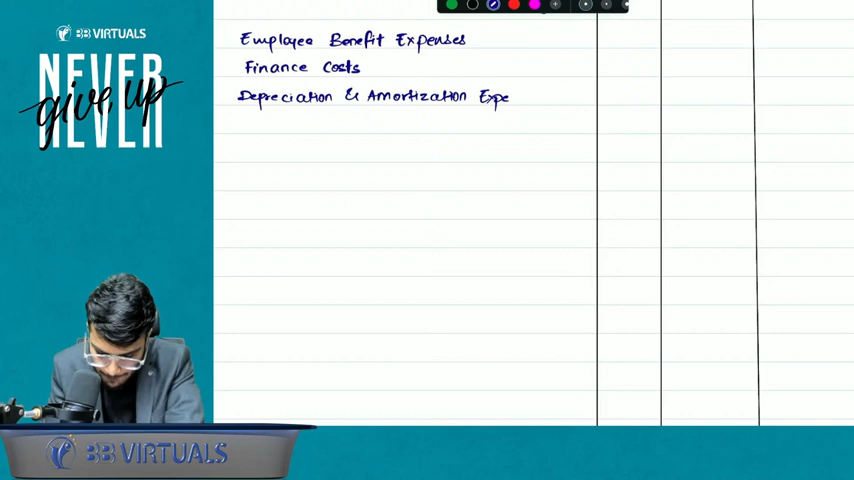 BB VIRTUALS
NEVER
give up
NEVER
Employee Benefit Expenses
Finance Costs
Depreciation & Amortization Expe
BB VIRTUALS